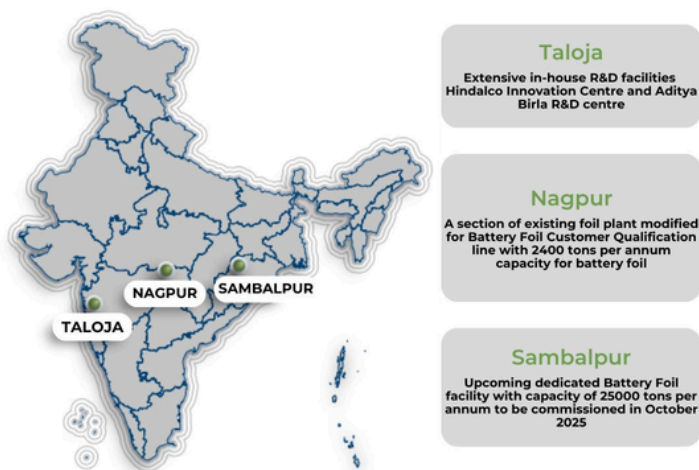 NAGPUR
SAMBALPUR
TALOJA
Taloja
Extensive in-house R&D facilities
Hindalco Innovation Centre and Aditya
Birla R&D centre
Nagpur
A section of existing foil plant modified
for Battery Foil Customer Qualification
line with 2400 tons per annum
capacity for battery foil
Sambalpur
Upcoming dedicated Battery Foil
facility with capacity of 25000 tons per
annum to be commissioned in October
2025